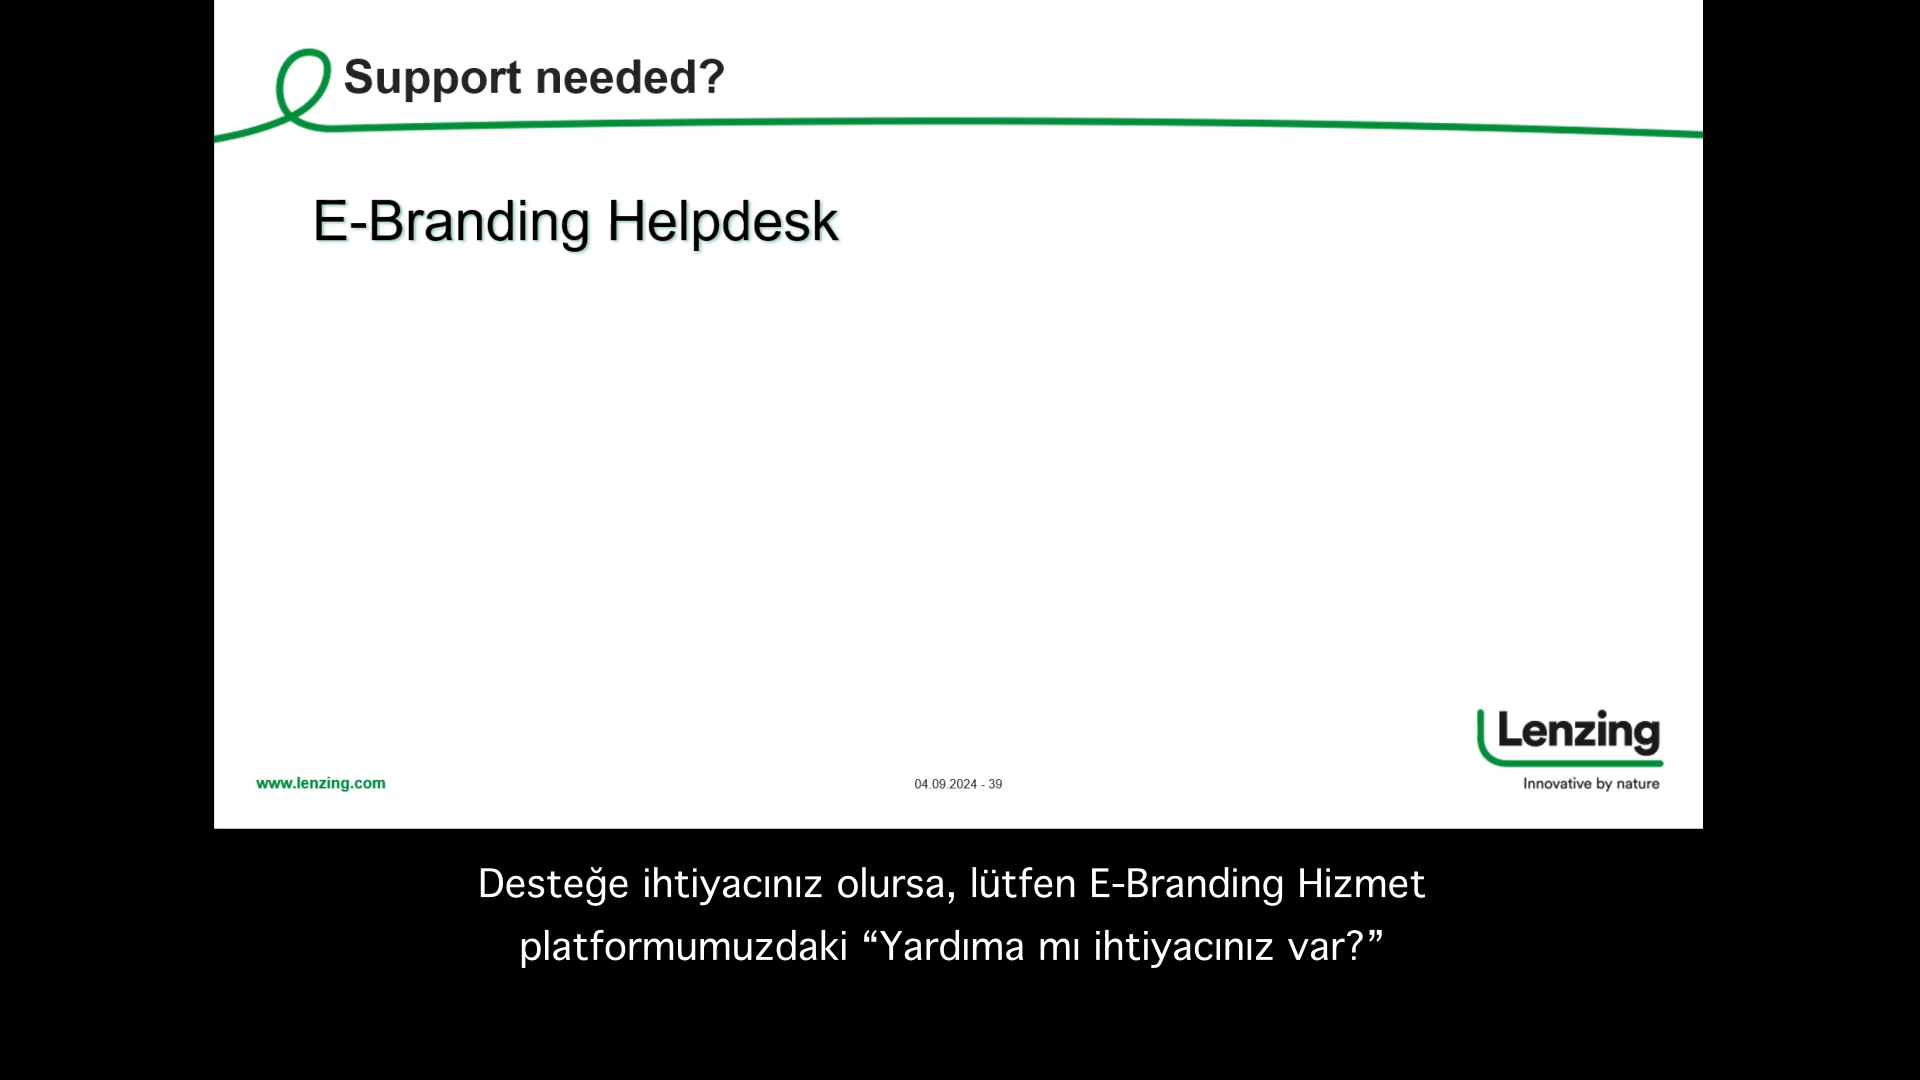 Support needed?
E-Branding Helpdesk
Lenzing
Innovative by nature
www.lenzing.com
04.09.2024 - 39
Desteğe ihtiyacınız olursa, lütfen E-Branding Hizmet
platformumuzdaki “Yardıma mı ihtiyacınız var?”